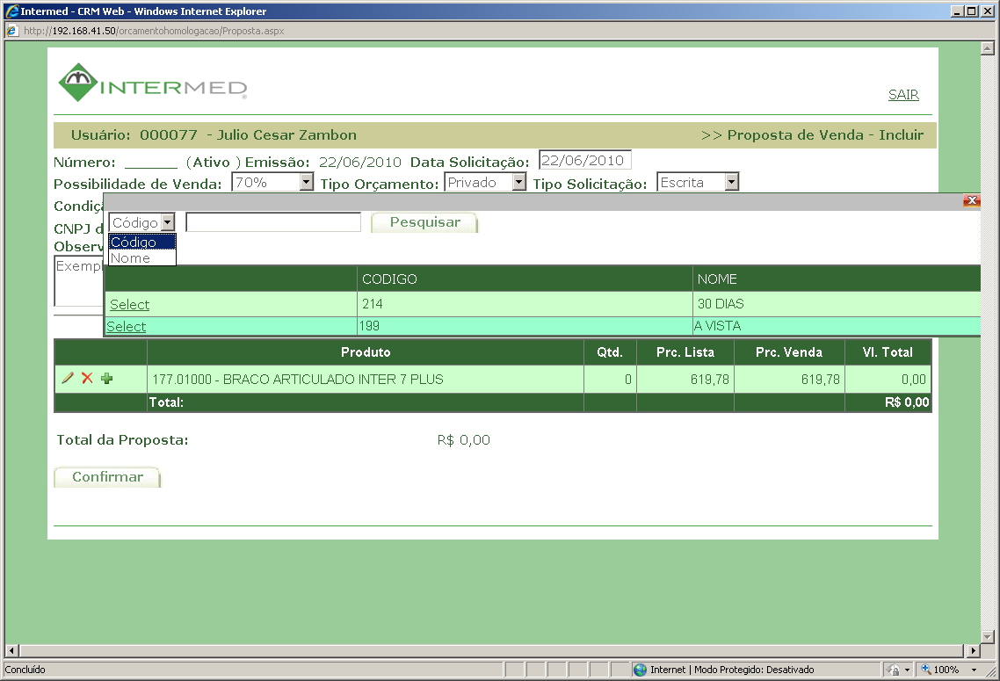 Intermed - CRM Web - Windows Internet Explorer
http://192.168.41.50/orcamentohomologacao/Proposta.aspx
INTERMED®
SAIR
Usuário: 000077 - Julio Cesar Zambon >> Proposta de Venda - Incluir
Número: ______ (Ativo ) Emissão: 22/06/2010 Data Solicitação: 22/06/2010
Possibilidade de Venda: 70% Tipo Orçamento: Privado Tipo Solicitação: Escrita
Condiçã
Código Pesquisar
CNPJ d
Código
Observ
Nome
Exempl
CODIGO NOME
Select 214 30 DIAS
Select 199 A VISTA
Produto Qtd. Prc. Lista Prc. Venda Vl. Total
177.01000 - BRACO ARTICULADO INTER 7 PLUS 0 619,78 619,78 0,00
Total: R$ 0,00
Total da Proposta: R$ 0,00
Confirmar
Concluído Internet | Modo Protegido: Desativado 100%